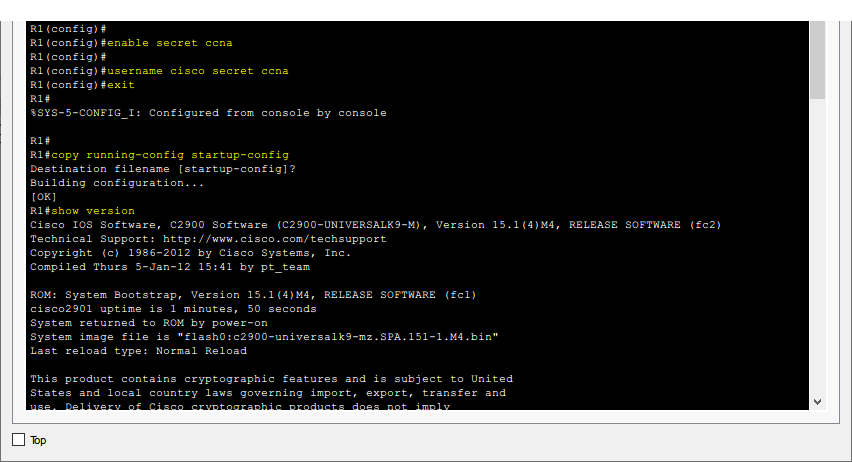 R1(config)#
R1(config)#enable secret ccna
R1(config)#
R1(config)#username cisco secret ccna
R1(config)#exit
R1#
%SYS-5-CONFIG_I: Configured from console by console
R1#
R1#copy running-config startup-config
Destination filename [startup-config]?
Building configuration...
[OK]
R1#show version
Cisco IOS Software, C2900 Software (C2900-UNIVERSALK9-M), Version 15.1(4)M4, RELEASE SOFTWARE (fc2)
Technical Support: http://www.cisco.com/techsupport
Copyright (c) 1986-2012 by Cisco Systems, Inc.
Compiled Thurs 5-Jan-12 15:41 by pt_team
ROM: System Bootstrap, Version 15.1(4)M4, RELEASE SOFTWARE (fc1)
cisco2901 uptime is 1 minutes, 50 seconds
System returned to ROM by power-on
System image file is "flash0:c2900-universalk9-mz.SPA.151-1.M4.bin"
Last reload type: Normal Reload
This product contains cryptographic features and is subject to United
States and local country laws governing import, export, transfer and
use. Delivery of Cisco cryptographic products does not imply
Top